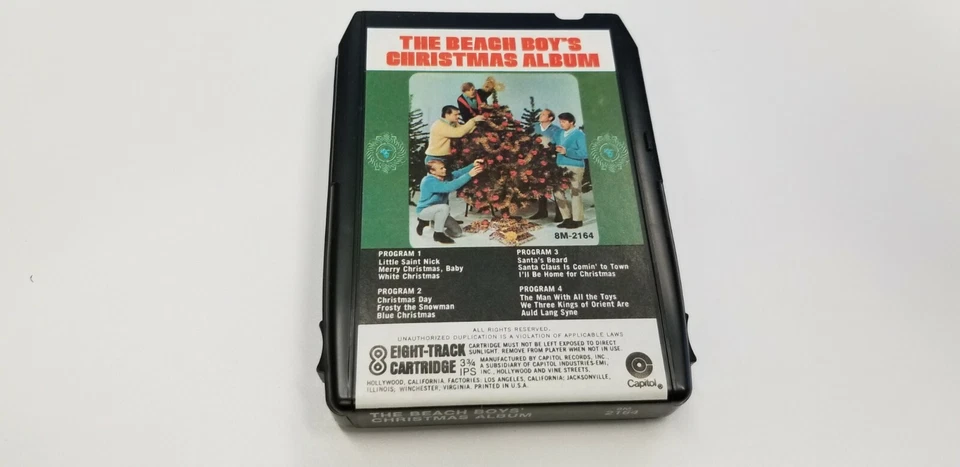 THE BEACH BOY'S
CHRISTMAS ALBUM
8M-2164
PROGRAM 1
Little Saint Nick
Merry Christmas, Baby
White Christmas
PROGRAM 2
Christmas Day
Frosty the Snowman
Blue Christmas
PROGRAM 3
Santa's Beard
Santa Claus Is Comin' to Town
I'll Be Home for Christmas
PROGRAM 4
The Man With All the Toys
We Three Kings of Orient Are
Auld Lang Syne
ALL RIGHTS RESERVED.
UNAUTHORIZED DUPLICATION IS A VIOLATION OF APPLICABLE LAWS
8 EIGHT-TRACK
CARTRIDGE 3¾ IPS
CARTRIDGE MUST NOT BE LEFT EXPOSED TO DIRECT
SUNLIGHT. REMOVE FROM PLAYER WHEN NOT IN USE.
MANUFACTURED BY CAPITOL RECORDS, INC.,
A SUBSIDIARY OF CAPITOL INDUSTRIES-EMI,
INC., HOLLYWOOD AND VINE STREETS,
HOLLYWOOD, CALIFORNIA. FACTORIES: LOS ANGELES, CALIFORNIA; JACKSONVILLE,
ILLINOIS; WINCHESTER, VIRGINIA. PRINTED IN U.S.A.
Capitol®
THE BEACH BOYS'
CHRISTMAS ALBUM
2164